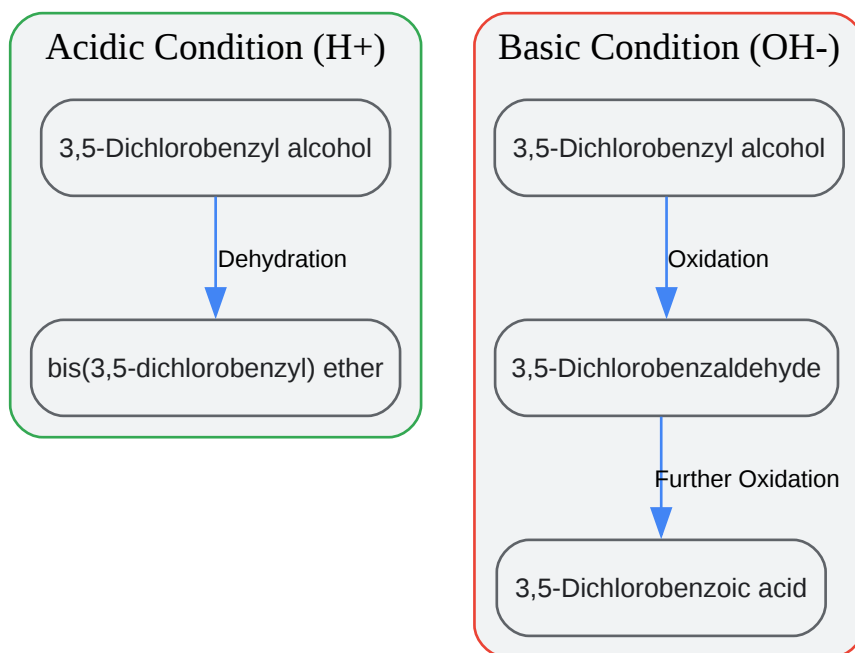 Acidic Condition (H+)
3,5-Dichlorobenzyl alcohol
Dehydration
bis(3,5-dichlorobenzyl) ether
Basic Condition (OH-)
3,5-Dichlorobenzyl alcohol
Oxidation
3,5-Dichlorobenzaldehyde
Further Oxidation
3,5-Dichlorobenzoic acid